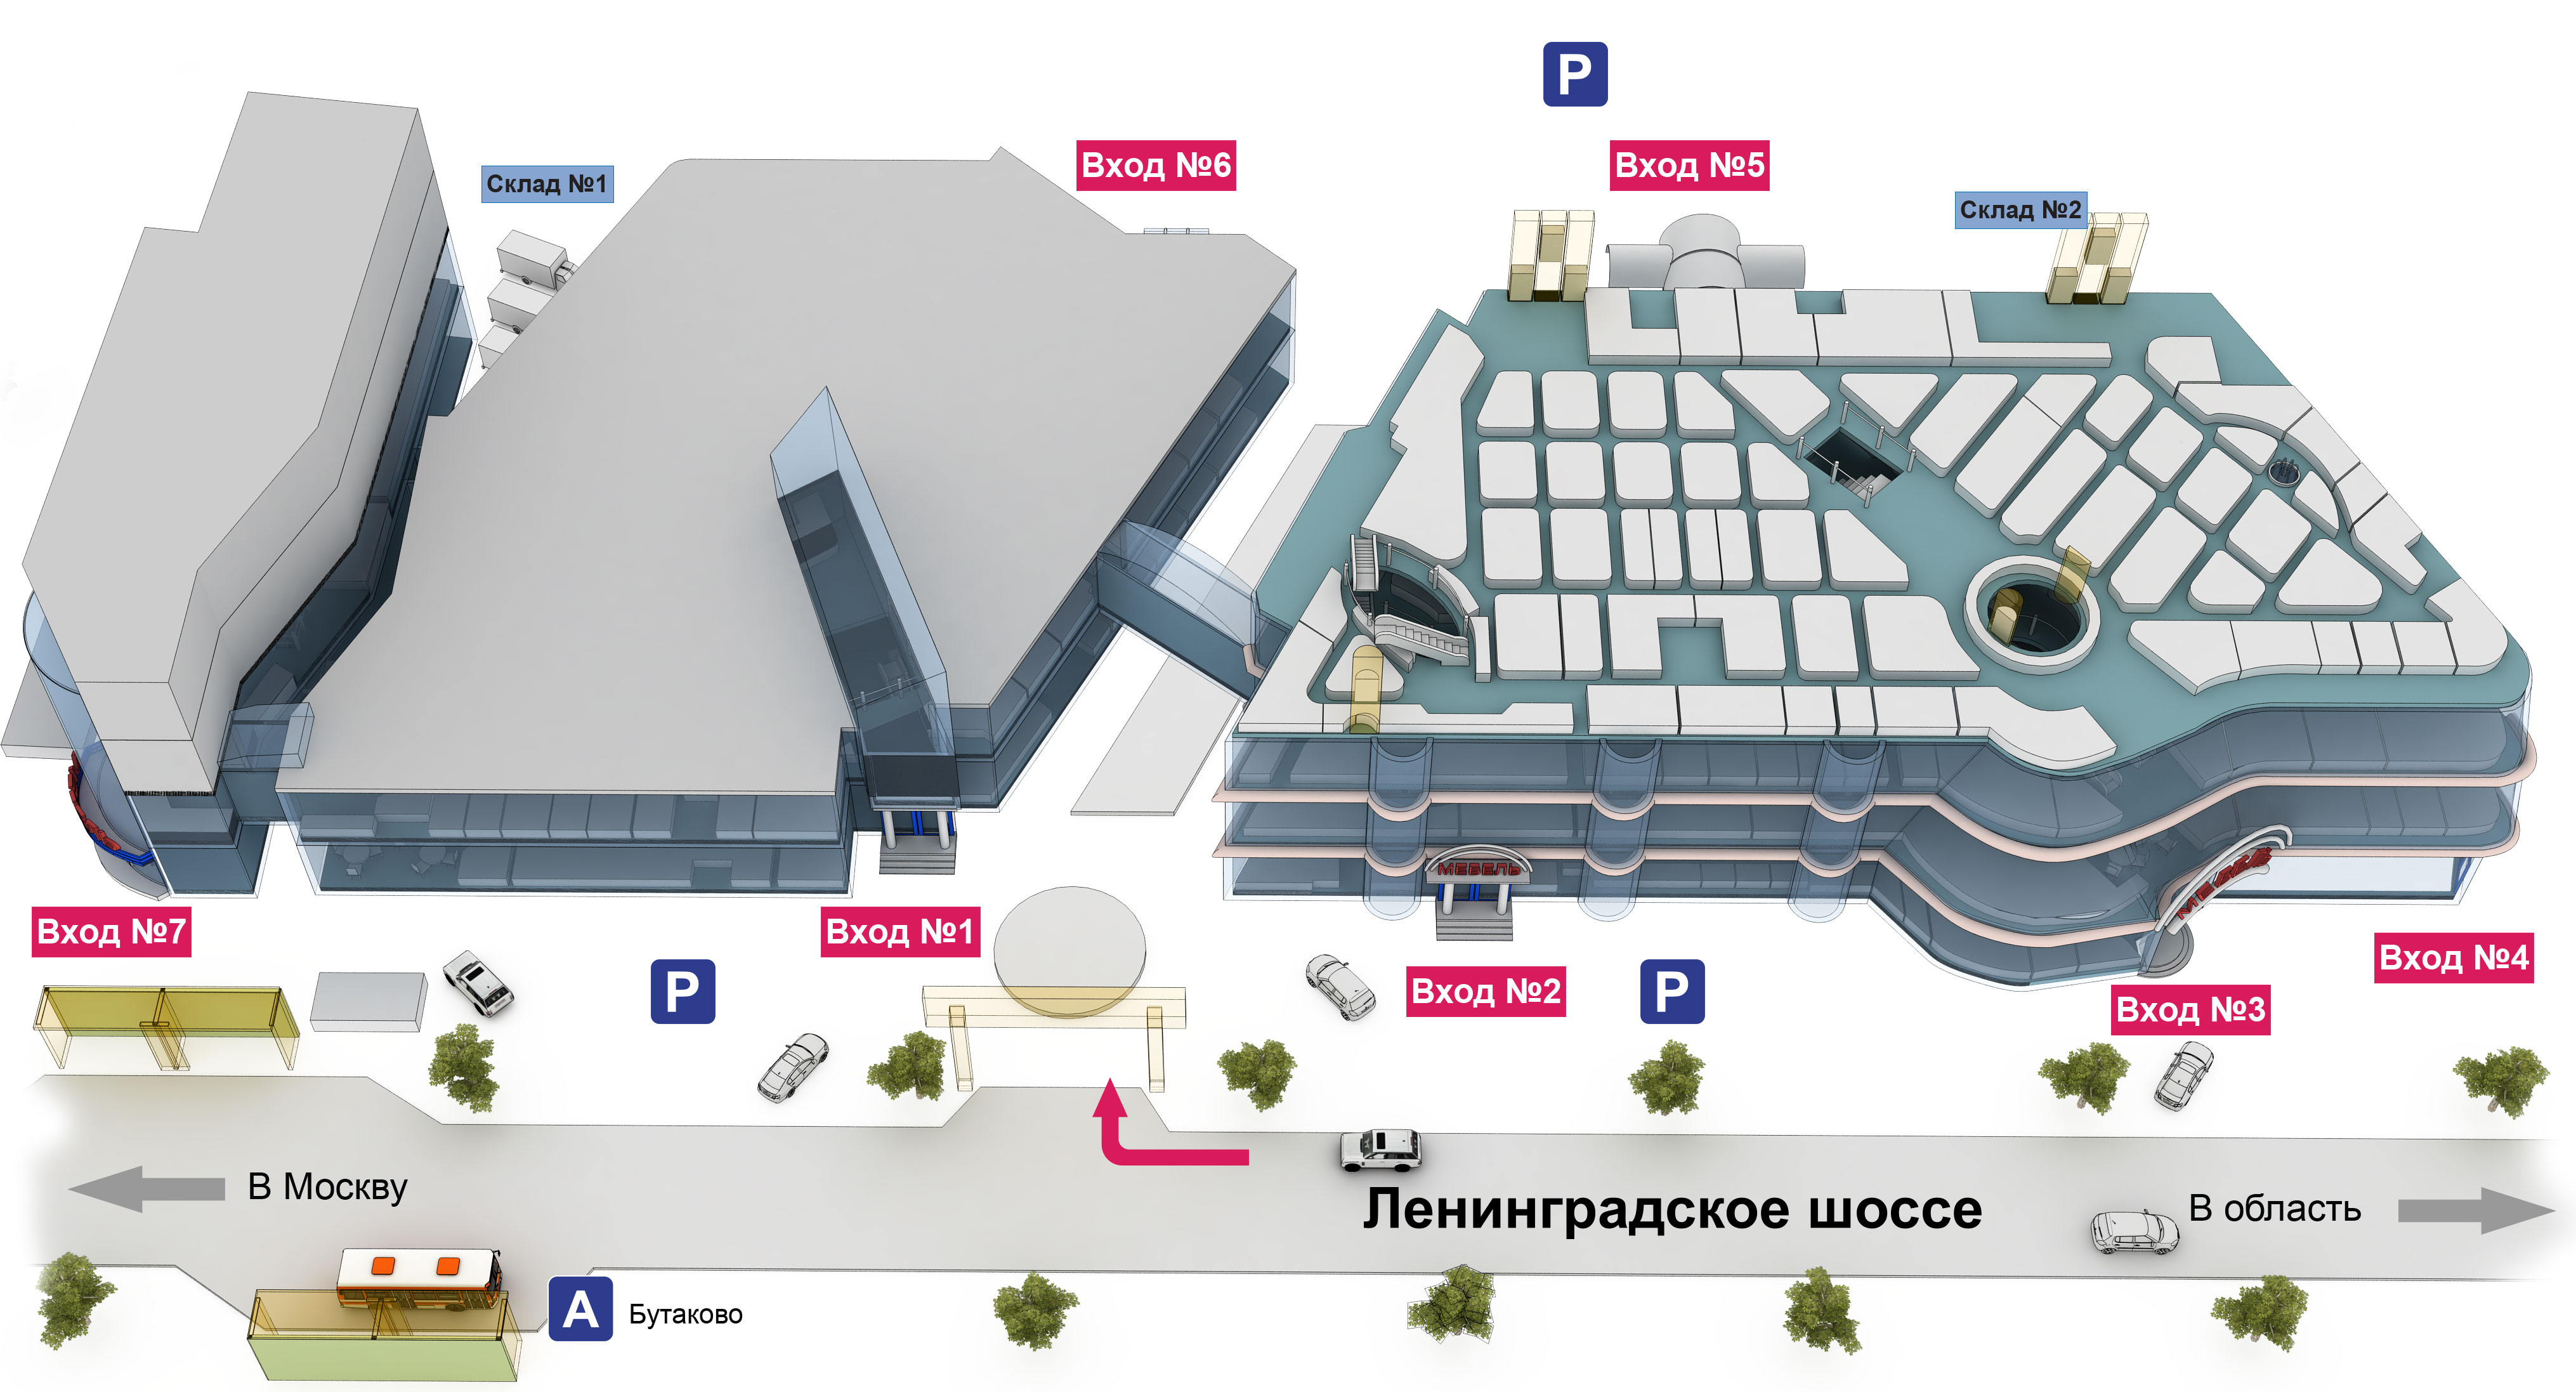 P
Вход №6
Вход №5
Склад №1
Склад №2
МЕБЕЛЬ
МЕБЕЛЬ
Вход №7
Вход №1
Вход №4
P
Вход №2
P
Вход №3
В Москву
Ленинградское шоссе
В область
A
Бутаково